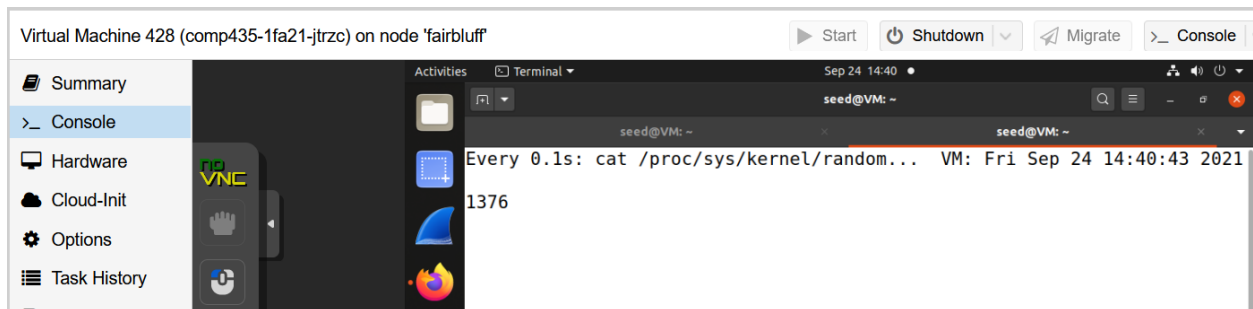 Virtual Machine 428 (comp435-1fa21-jtrzc) on node 'fairbluff'
Start
Shutdown
Migrate
>_ Console
Summary
>_ Console
Hardware
Cloud-Init
Options
Task History
no
VNC
Activities
Terminal
Sep 24 14:40
seed@VM: ~
seed@VM: ~
seed@VM: ~
Every 0.1s: cat /proc/sys/kernel/random... VM: Fri Sep 24 14:40:43 2021
1376